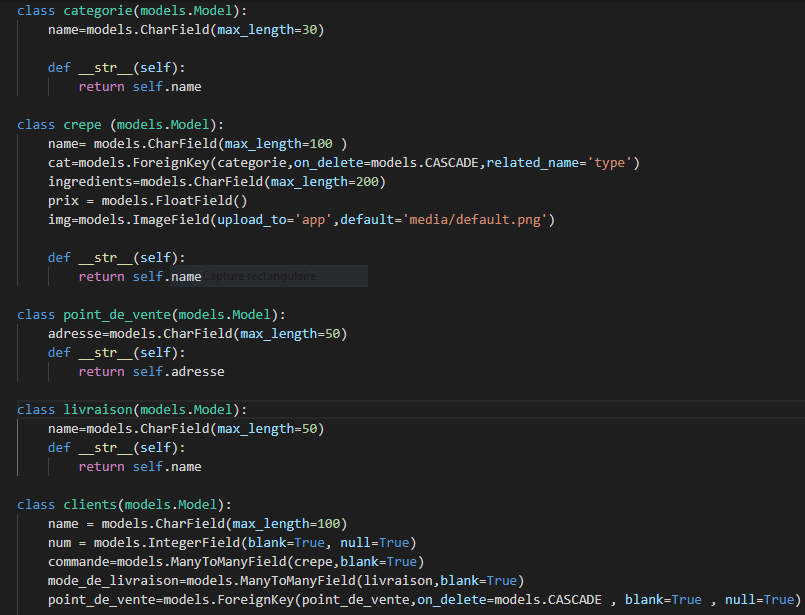 class categorie(models.Model):
    name=models.CharField(max_length=30)

    def __str__(self):
        return self.name

class crepe (models.Model):
    name= models.CharField(max_length=100 )
    cat=models.ForeignKey(categorie,on_delete=models.CASCADE,related_name='type')
    ingredients=models.CharField(max_length=200)
    prix = models.FloatField()
    img=models.ImageField(upload_to='app',default='media/default.png')

    def __str__(self):
        return self.name Capture rectangulaire

class point_de_vente(models.Model):
    adresse=models.CharField(max_length=50)
    def __str__(self):
        return self.adresse

class livraison(models.Model):
    name=models.CharField(max_length=50)
    def __str__(self):
        return self.name

class clients(models.Model):
    name = models.CharField(max_length=100)
    num = models.IntegerField(blank=True, null=True)
    commande=models.ManyToManyField(crepe,blank=True)
    mode_de_livraison=models.ManyToManyField(livraison,blank=True)
    point_de_vente=models.ForeignKey(point_de_vente,on_delete=models.CASCADE , blank=True , null=True)